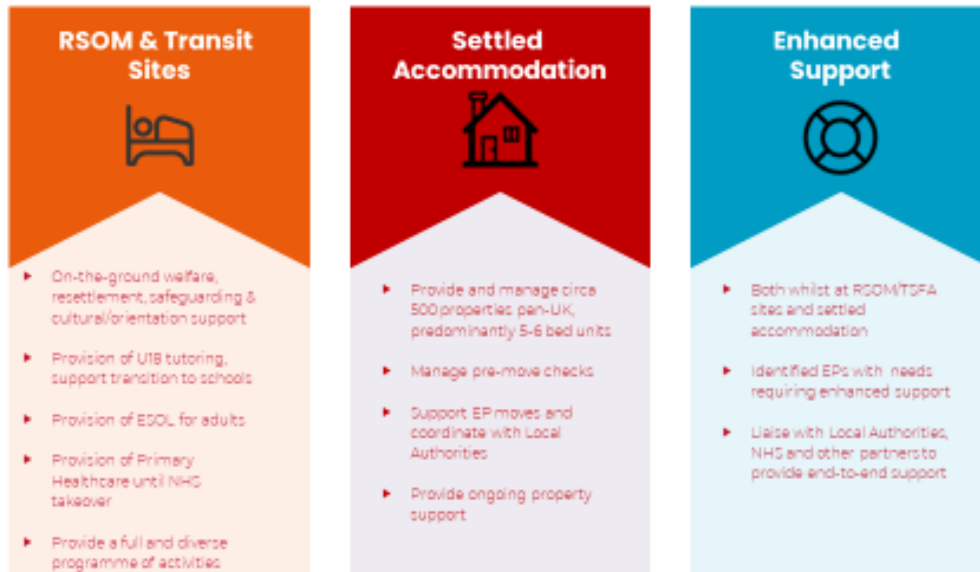 RSOM & Transit
Sites
On-the-ground welfare,
resettlement, safeguarding &
cultural/orientation support
Provision of U18 tutoring,
support transition to schools
Provision of ESOL for adults
Provision of Primary
Healthcare until NHS
takeover
Provide a full and diverse
programme of activities
Settled
Accommodation
Provide and manage circa
500 properties pan-UK,
predominantly 5-6 bed units
Manage pre-move checks
Support EP moves and
coordinate with Local
Authorities
Provide ongoing property
support
Enhanced
Support
Both whilst at RSOM/TSFA
sites and settled
accommodation
Identified EPs with needs
requiring enhanced support
Liaise with Local Authorities,
NHS and other partners to
provide end-to-end support